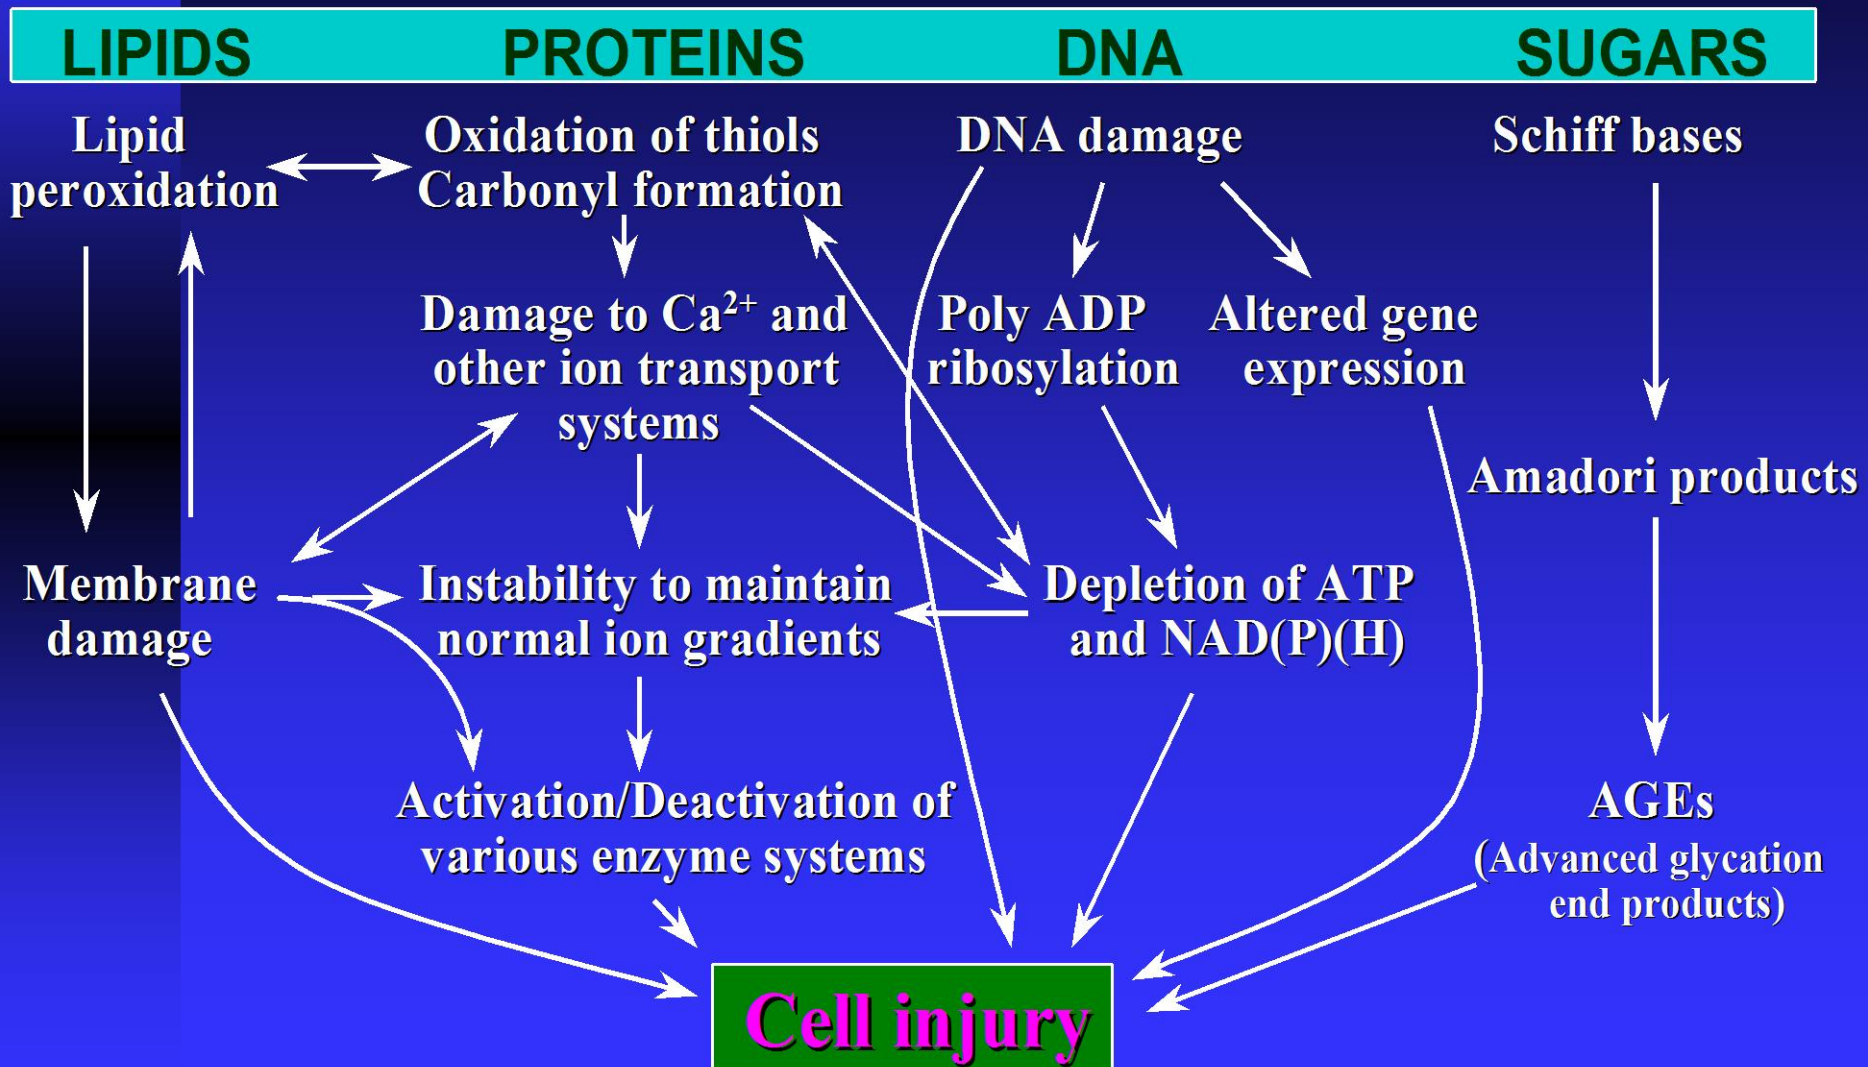 LIPIDS PROTEINS DNA SUGARS
Lipid
peroxidation
Oxidation of thiols
Carbonyl formation
DNA damage
Schiff bases
Damage to Ca²⁺ and
other ion transport
systems
Poly ADP
ribosylation
Altered gene
expression
Amadori products
Membrane
damage
Instability to maintain
normal ion gradients
Depletion of ATP
and NAD(P)(H)
Activation/Deactivation of
various enzyme systems
AGEs
(Advanced glycation
end products)
Cell injury